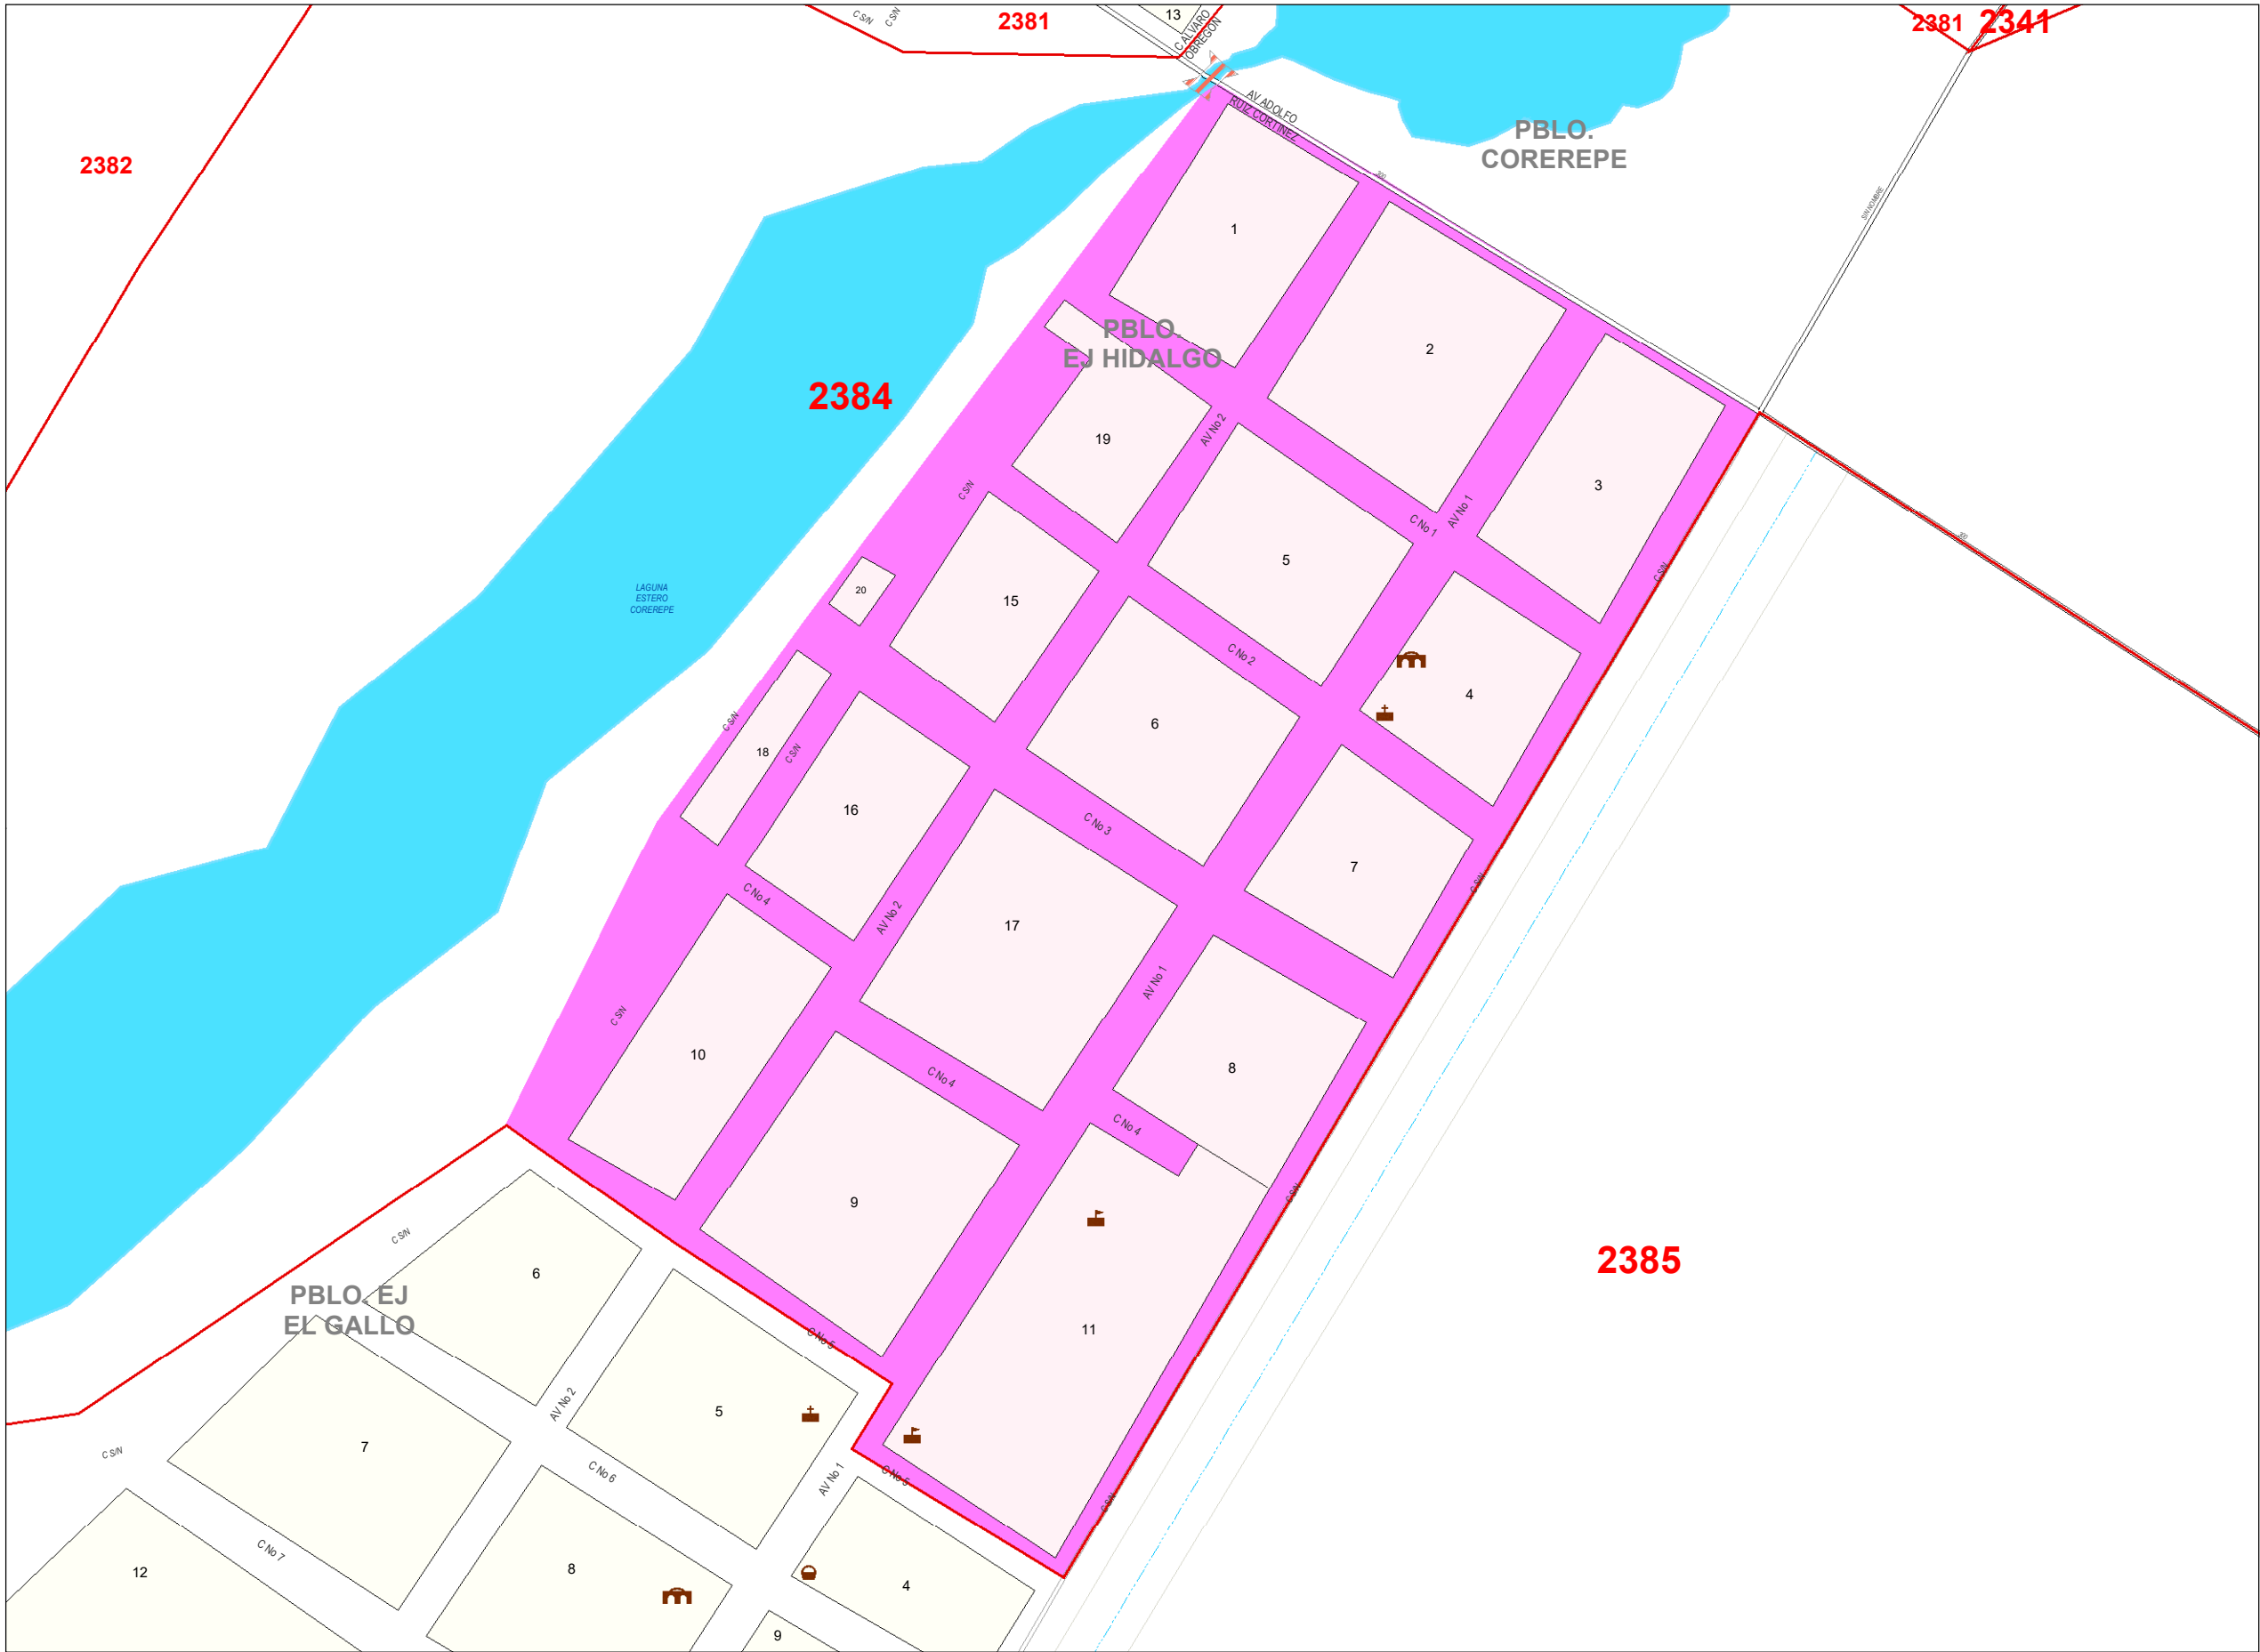 C S/N
C S/N
2381
13
C ALVARO
OBREGON
2381
2341
AV ADOLFO
RUIZ CORTINEZ
PBLO.
COREREPE
2382
SIN NOMBRE
1
PBLO.
EJ HIDALGO
2
2384
19
AV No 2
3
C S/N
C No 1
AV No 1
5
C S/N
20
LAGUNA
ESTERO
COREREPE
15
C No 2
4
C S/N
18
C S/N
6
16
C No 3
7
C S/N
C No 4
AV No 2
17
AV No 1
C S/N
10
C No 4
8
C No 4
9
C S/N
C S/N
6
2385
PBLO. EJ
EL GALLO
C No 5
11
AV No 2
5
C S/N
7
C No 6
AV No 1
C No 5
C S/N
C No 7
12
8
4
9